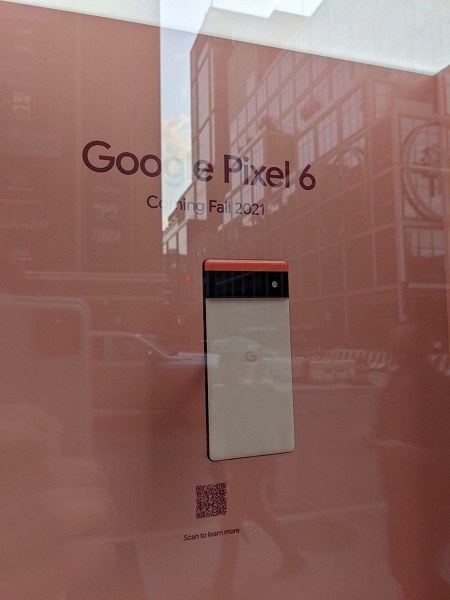 Google Pixel 6
Coming Fall 2021
G
Scan to learn more